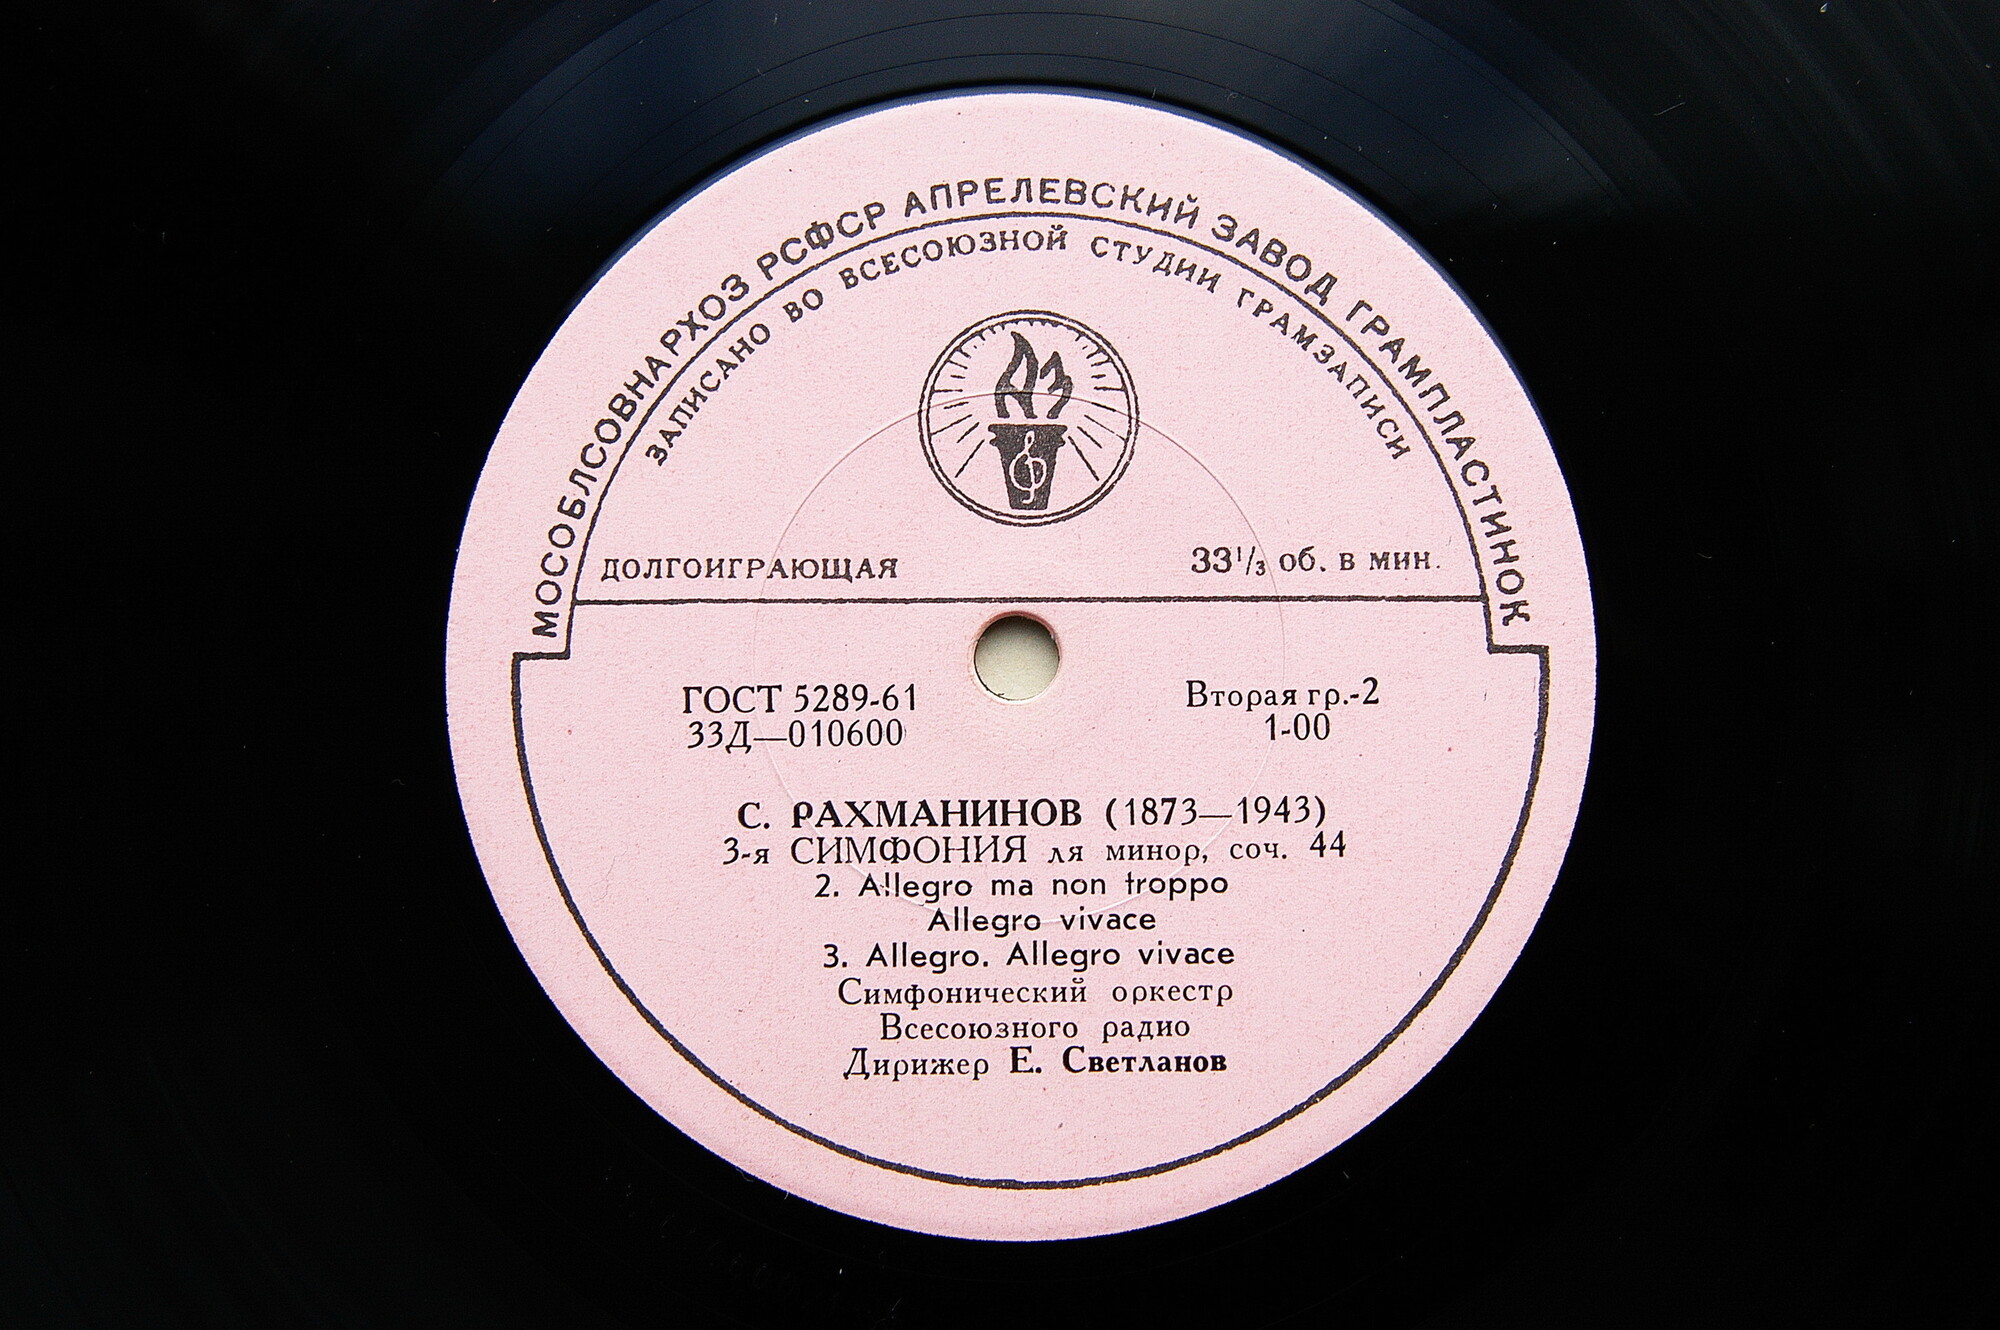 МОСОБЛСОВНАРХОЗ РСФСР АПРЕЛЕВСКИЙ ЗАВОД ГРАМПЛАСТИНОК
ЗАПИСАНО ВО ВСЕСОЮЗНОЙ СТУДИИ ГРАМЗАПИСИ
ДОЛГОИГРАЮЩАЯ
33 1/3 об. в мин.
ГОСТ 5289-61
33Д—010600
Вторая гр.-2
1-00
С. РАХМАНИНОВ (1873—1943)
3-я СИМФОНИЯ ля минор, соч. 44
2. Allegro ma non troppo
Allegro vivace
3. Allegro. Allegro vivace
Симфонический оркестр
Всесоюзного радио
Дирижер Е. Светланов